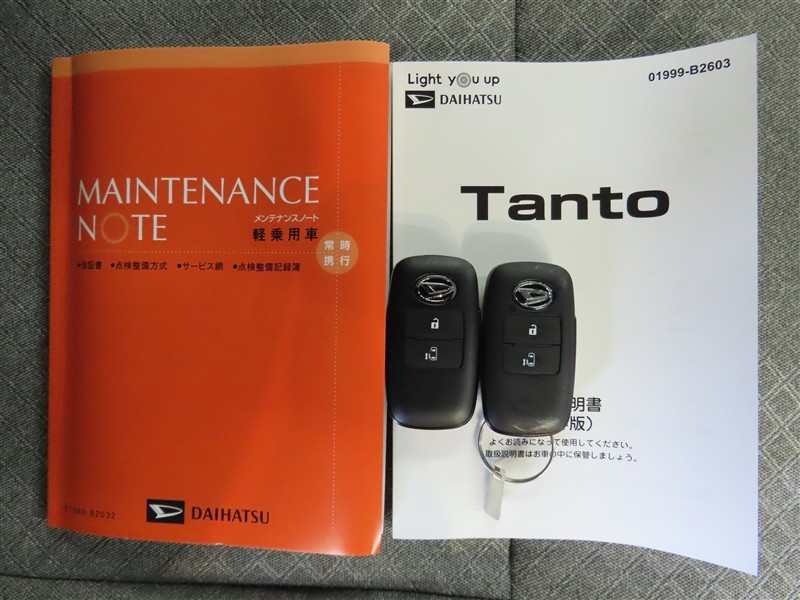 MAINTENANCE
NOTE
メンテナンスノート
軽乗用車
常時
携行
●保証書 ●点検整備方式 ●サービス網 ●点検整備記録簿
01999-B2032
DAIHATSU
Light you up
DAIHATSU
01999-B2603
Tanto
明書
版)
よくお読みになって使用してください。
取扱説明書はお車の中に保管しましょう。